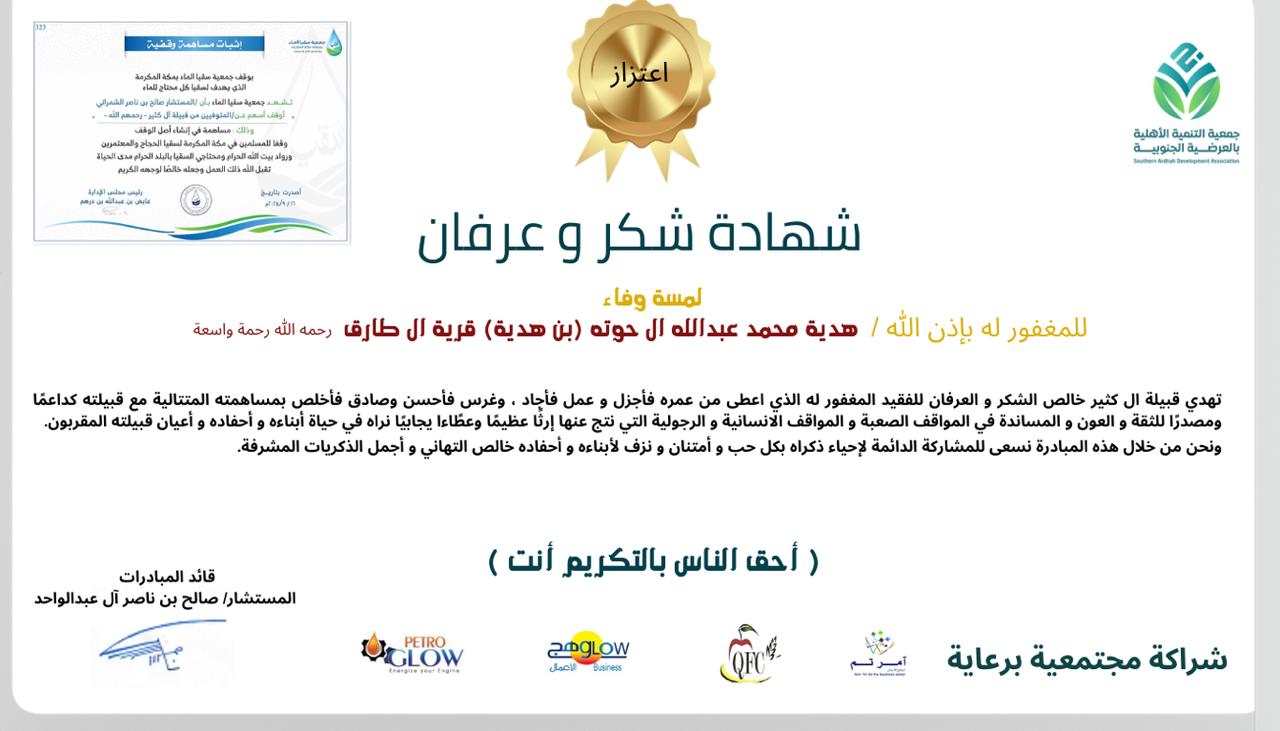 323
إثبات مساهمة وقفية
جمعية سقيا الماء
يوقف جمعية سقيا الماء بمكة المكرمة
الذي يهدف لسقيا كل محتاج للماء
تشهد جمعية سقيا الماء بأن /المستشار صالح بن ناصر الشمراني
أوقف أسهم عن/المتوفيين من قبيلة آل كثير - رحمهم الله -
وذلك : مساهمة في إنشاء أصل الوقف
وقفا للمسلمين في مكة المكرمة لسقيا الحجاج والمعتمرين
ورواد بيت الله الحرام ومحتاجي السقيا بالبلد الحرام مدى الحياة
تقبل الله ذلك العمل وجعله خالصًا لوجهه الكريم
أصدرت بتاريخ
رئيس مجلس الإدارة
عايض بن عبدالله بن درهم
اعتزاز
جمعية التنمية الأهلية
بالعرضية الجنوبية
Southern Ardhah Development Association
شهادة شكر و عرفان
لمسة وفاء
للمغفور له بإذن الله / هدية محمد عبدالله ال حوته (بن هدية) قرية ال طارق رحمه الله رحمة واسعة
تهدي قبيلة ال كثير خالص الشكر و العرفان للفقيد المغفور له الذي اعطى من عمره فأجزل و عمل فأجاد ، وغرس فأحسن وصادق فأخلص بمساهمته المتتالية مع قبيلته كداعمًا
ومصدرًا للثقة و العون و المساندة في المواقف الصعبة و المواقف الانسانية و الرجولية التي نتج عنها إرثًا عظيمًا وعطًاءا يجابيًا نراه في حياة أبناءه و أحفاده و أعيان قبيلته المقربون.
ونحن من خلال هذه المبادرة نسعى للمشاركة الدائمة لإحياء ذكراه بكل حب و أمتنان و نزف لأبناءه و أحفاده خالص التهاني و أجمل الذكريات المشرفة.
( أحق الناس بالتكريم أنت )
قائد المبادرات
المستشار/ صالح بن ناصر آل عبدالواحد
شراكة مجتمعية برعاية
آمر تم
QFC
نهج GLOW
الأعمال Business
PETRO
GLOW
Energize your Engine